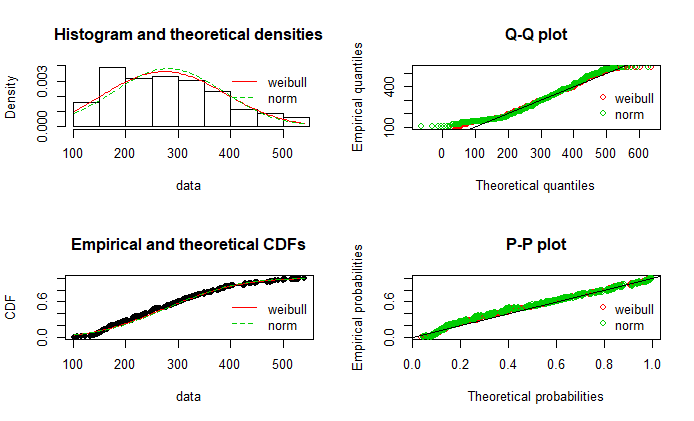 Histogram and theoretical densities
Density
0.000 0.003
weibull
norm
100 200 300 400 500
data
Q-Q plot
Empirical quantiles
100 400
weibull
norm
0 100 200 300 400 500 600
Theoretical quantiles
Empirical and theoretical CDFs
CDF
0.0 0.6
weibull
norm
100 200 300 400 500
data
P-P plot
Empirical probabilities
0.0 0.6
weibull
norm
0.0 0.2 0.4 0.6 0.8 1.0
Theoretical probabilities